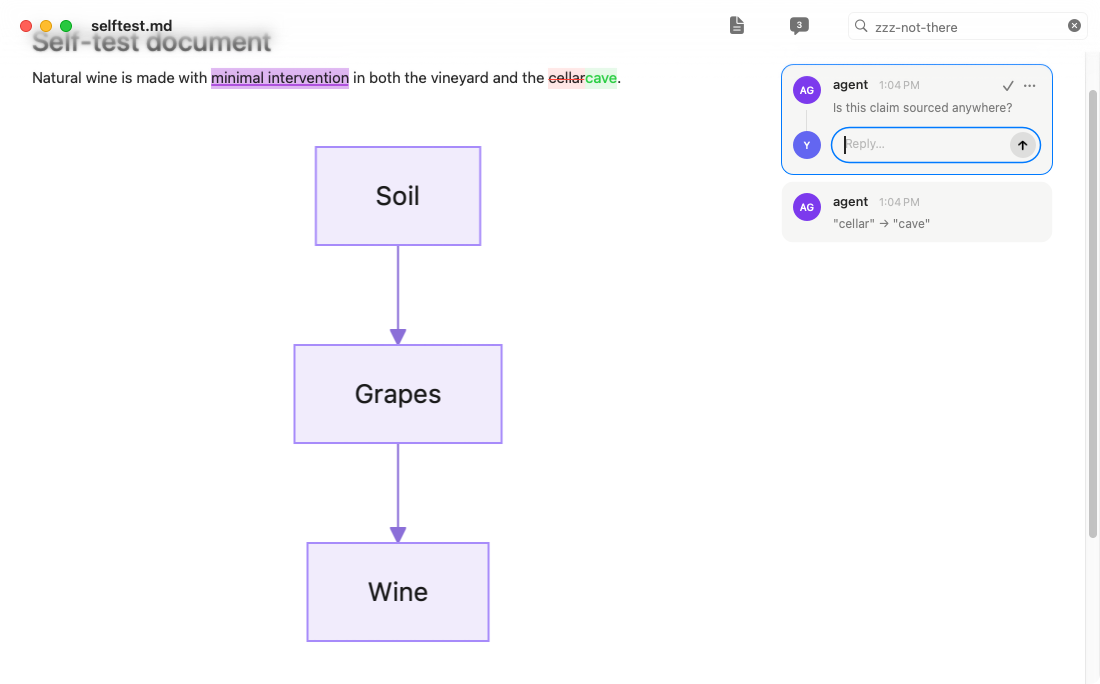 selftest.md
3
zzz-not-there
Self-test document
Natural wine is made with minimal intervention in both the vineyard and the cellarcave.
Soil
Grapes
Wine
AG
agent 1:04 PM
Is this claim sourced anywhere?
Y
Reply...
AG
agent 1:04 PM
"cellar" → "cave"